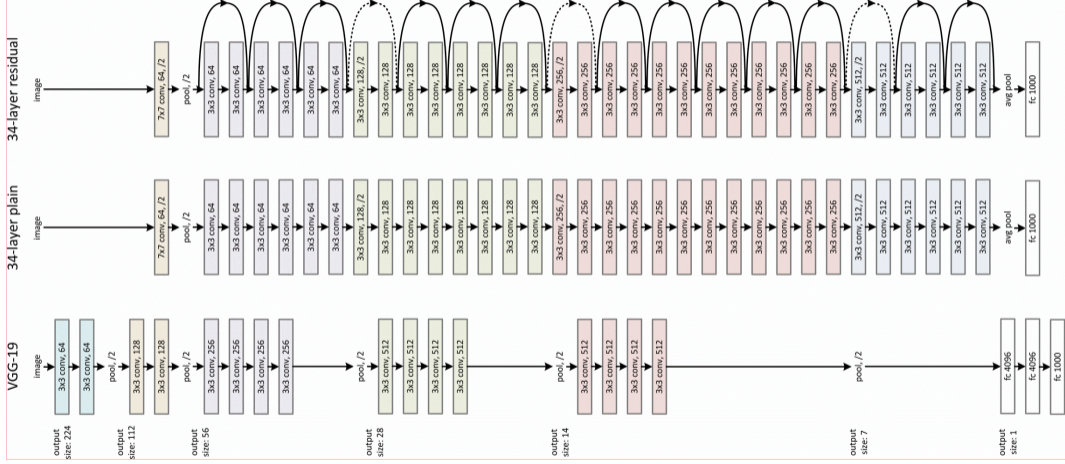 output
size: 224
output
size: 112
output
size: 56
output
size: 28
output
size: 14
output
size: 7
output
size: 1
VGG-19
image
3x3 conv, 64
3x3 conv, 64
pool, /2
3x3 conv, 128
3x3 conv, 128
pool, /2
3x3 conv, 256
3x3 conv, 256
3x3 conv, 256
3x3 conv, 256
pool, /2
3x3 conv, 512
3x3 conv, 512
3x3 conv, 512
3x3 conv, 512
pool, /2
3x3 conv, 512
3x3 conv, 512
3x3 conv, 512
3x3 conv, 512
pool, /2
fc 4096
fc 4096
fc 1000
34-layer plain
image
7x7 conv, 64, /2
pool, /2
3x3 conv, 64
3x3 conv, 64
3x3 conv, 64
3x3 conv, 64
3x3 conv, 64
3x3 conv, 64
3x3 conv, 128, /2
3x3 conv, 128
3x3 conv, 128
3x3 conv, 128
3x3 conv, 128
3x3 conv, 128
3x3 conv, 128
3x3 conv, 128
3x3 conv, 256, /2
3x3 conv, 256
3x3 conv, 256
3x3 conv, 256
3x3 conv, 256
3x3 conv, 256
3x3 conv, 256
3x3 conv, 256
3x3 conv, 256
3x3 conv, 256
3x3 conv, 256
3x3 conv, 256
3x3 conv, 512, /2
3x3 conv, 512
3x3 conv, 512
3x3 conv, 512
3x3 conv, 512
3x3 conv, 512
avg pool
fc 1000
34-layer residual
image
7x7 conv, 64, /2
pool, /2
3x3 conv, 64
3x3 conv, 64
3x3 conv, 64
3x3 conv, 64
3x3 conv, 64
3x3 conv, 64
3x3 conv, 128, /2
3x3 conv, 128
3x3 conv, 128
3x3 conv, 128
3x3 conv, 128
3x3 conv, 128
3x3 conv, 128
3x3 conv, 128
3x3 conv, 256, /2
3x3 conv, 256
3x3 conv, 256
3x3 conv, 256
3x3 conv, 256
3x3 conv, 256
3x3 conv, 256
3x3 conv, 256
3x3 conv, 256
3x3 conv, 256
3x3 conv, 256
3x3 conv, 256
3x3 conv, 512, /2
3x3 conv, 512
3x3 conv, 512
3x3 conv, 512
3x3 conv, 512
3x3 conv, 512
avg pool
fc 1000